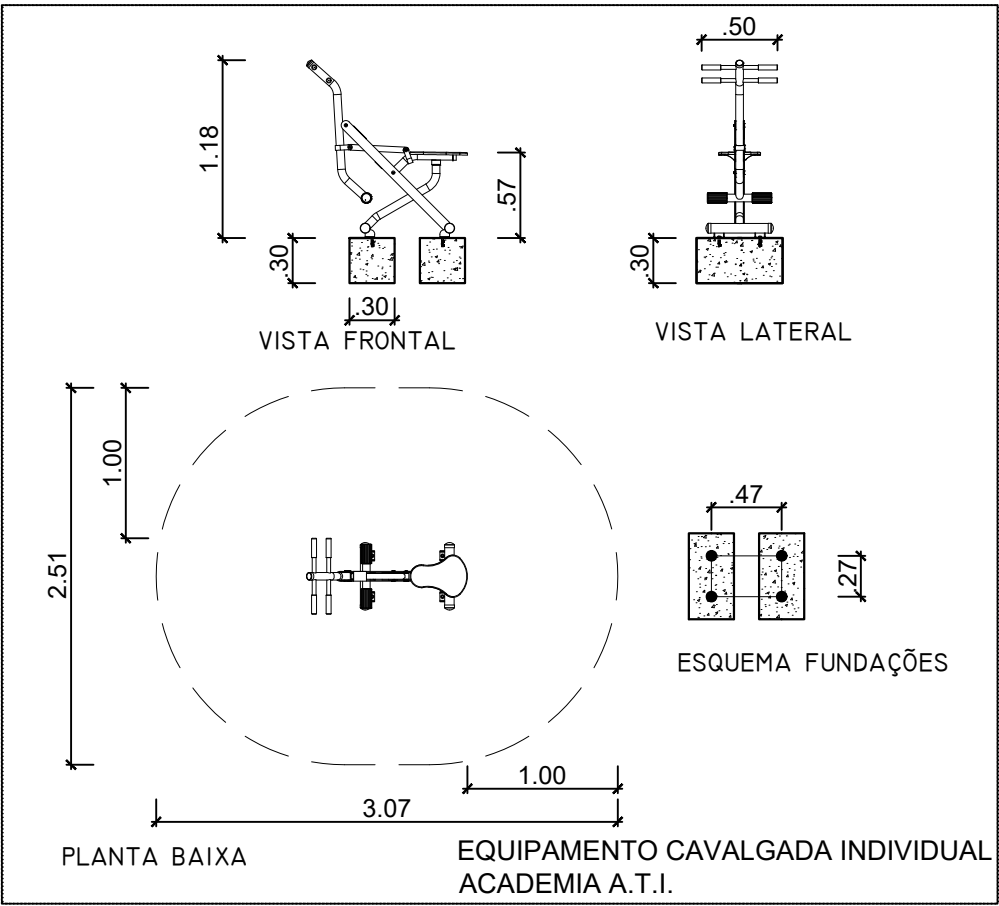 .50
1.18
.57
.30
.30
.30
VISTA FRONTAL
VISTA LATERAL
1.00
2.51
.47
.27
ESQUEMA FUNDAÇÕES
1.00
3.07
PLANTA BAIXA
EQUIPAMENTO CAVALGADA INDIVIDUAL
ACADEMIA A.T.I.